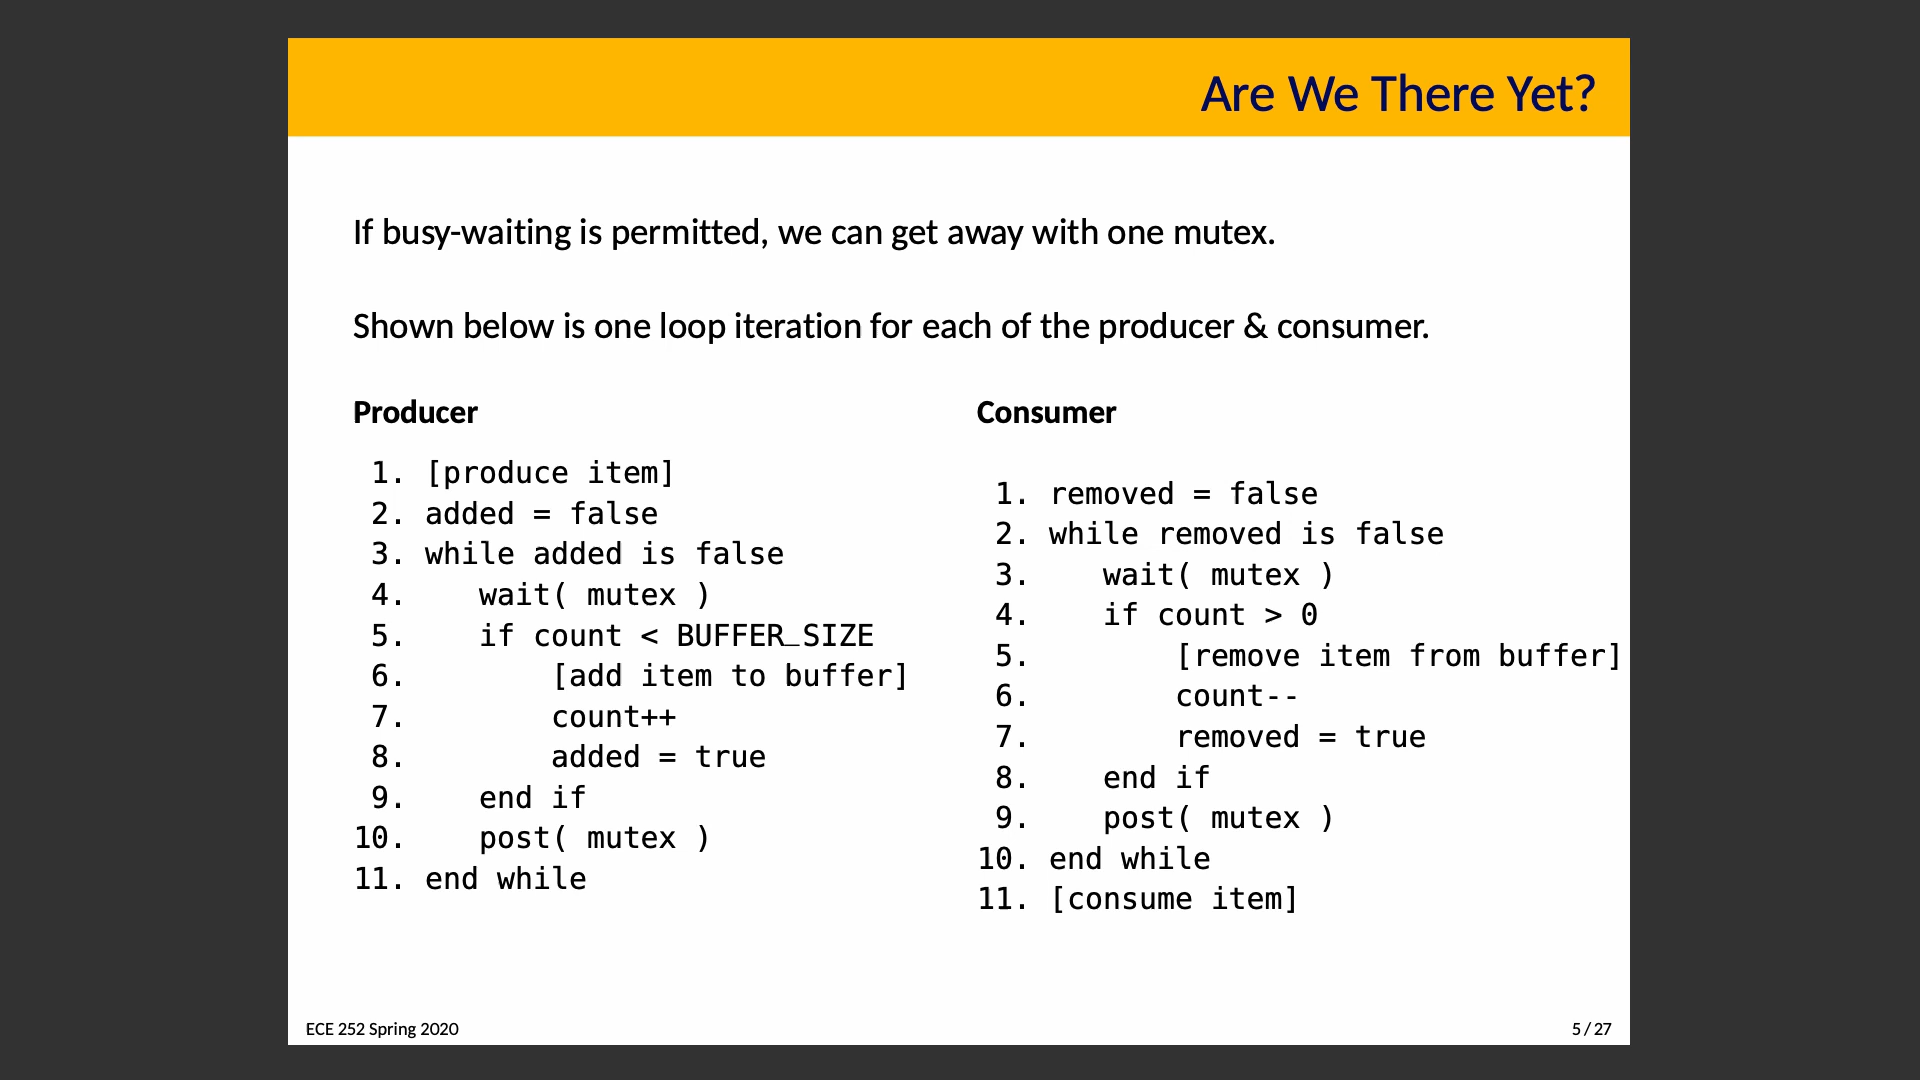 Are We There Yet?
If busy-waiting is permitted, we can get away with one mutex.
Shown below is one loop iteration for each of the producer & consumer.
Producer
1. [produce item]
2. added = false
3. while added is false
4.    wait( mutex )
5.    if count < BUFFER_SIZE
6.        [add item to buffer]
7.        count++
8.        added = true
9.    end if
10.    post( mutex )
11. end while
Consumer
1. removed = false
2. while removed is false
3.    wait( mutex )
4.    if count > 0
5.        [remove item from buffer]
6.        count--
7.        removed = true
8.    end if
9.    post( mutex )
10. end while
11. [consume item]
ECE 252 Spring 2020
5 / 27